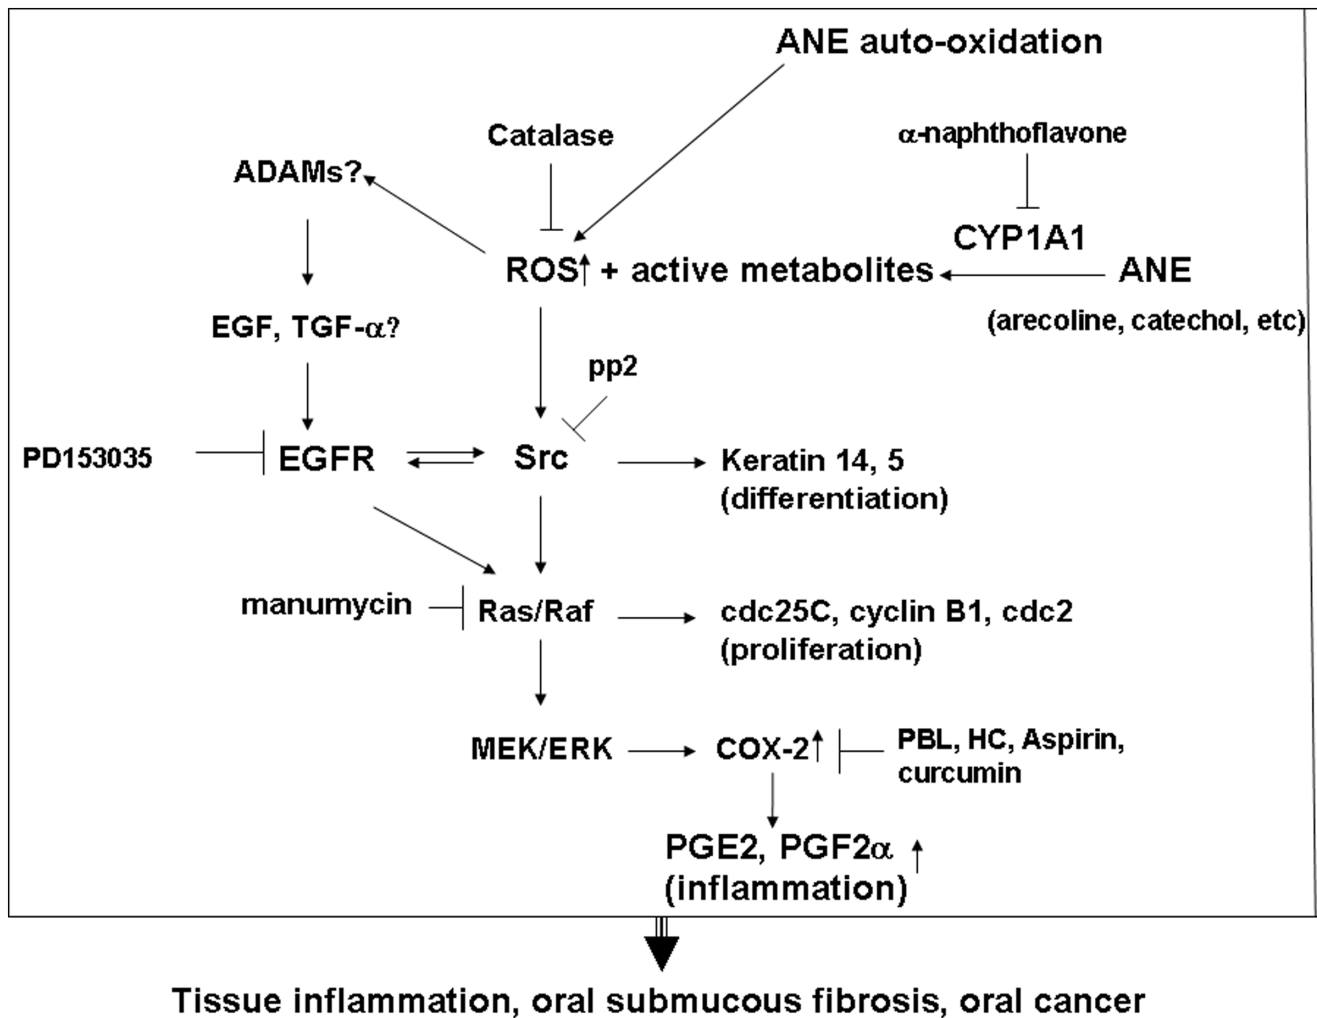 ANE auto-oxidation
Catalase
α-naphthoflavone
ADAMs?
CYP1A1
ROS + active metabolites
ANE
(arecoline, catechol, etc)
EGF, TGF-α?
pp2
PD153035
EGFR
Src
Keratin 14, 5
(differentiation)
manumycin
Ras/Raf
cdc25C, cyclin B1, cdc2
(proliferation)
MEK/ERK
COX-2
PBL, HC, Aspirin,
curcumin
PGE2, PGF2α
(inflammation)
Tissue inflammation, oral submucous fibrosis, oral cancer